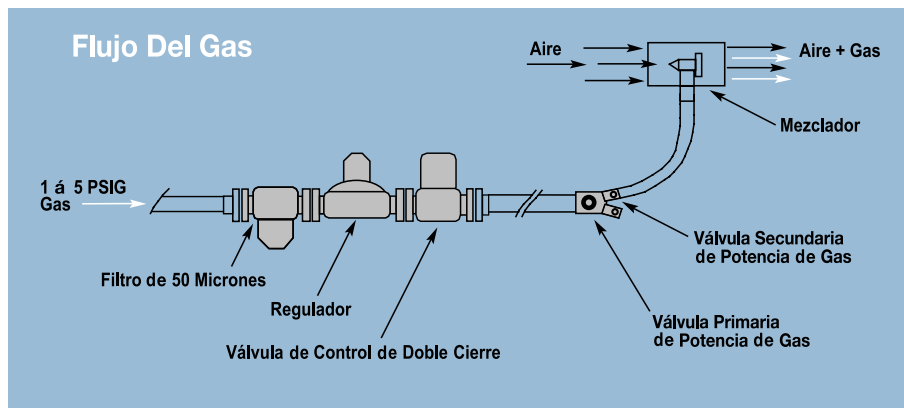 Flujo Del Gas
Aire
Aire + Gas
Mezclador
1 á 5 PSIG
Gas
Válvula Secundaria
de Potencia de Gas
Filtro de 50 Micrones
Regulador
Válvula Primaria
de Potencia de Gas
Válvula de Control de Doble Cierre